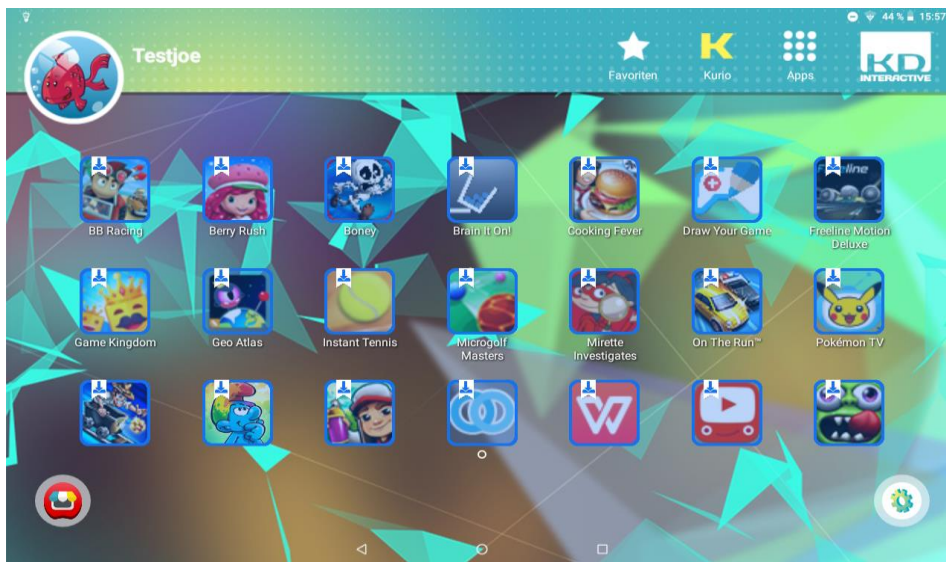 44 % 15:57
Testjoe
Favoriten
Kurio
Apps
KD
INTERACTIVE
BB Racing
Berry Rush
Boney
Brain It On!
Cooking Fever
Draw Your Game
Freeline Motion
Deluxe
Game Kingdom
Geo Atlas
Instant Tennis
Microgolf
Masters
Mirette
Investigates
On The Run™
Pokémon TV